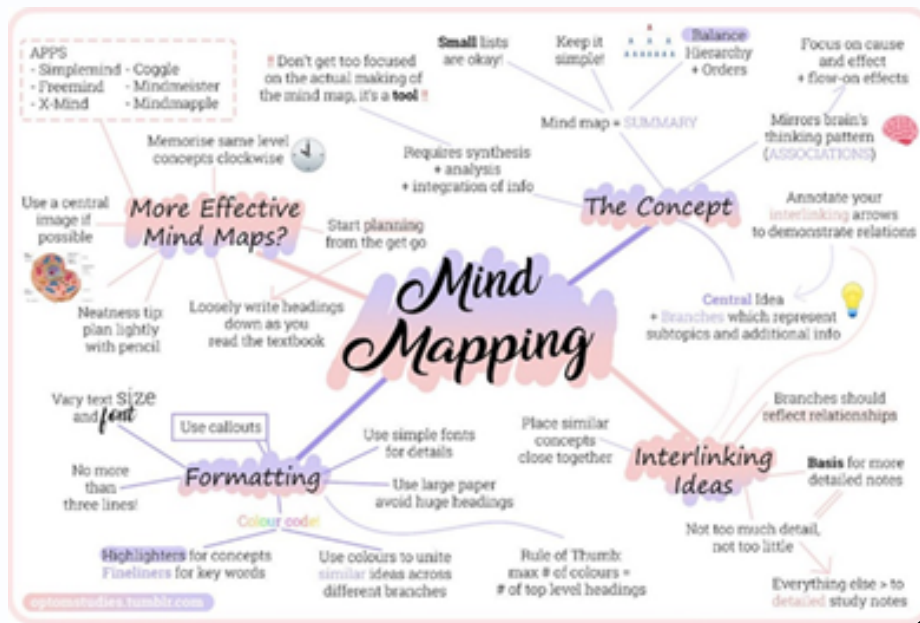 APPS
- Simplemind - Coggle
- Freemind - Mindmeister
- X-Mind - Mindmapple
!! Don't get too focused
on the actual making of
the mind map, it's a tool !!
Small lists
are okay!
Keep it
simple!
Balance
Hierarchy
+ Orders
Focus on cause
and effect
+ flow-on effects
Mind map = SUMMARY
Mirrors brain's
thinking pattern
(ASSOCIATIONS)
Memorise same level
concepts clockwise
Requires synthesis
+ analysis
+ integration of info
Use a central
image if
possible
More Effective
Mind Maps?
Start planning
from the get go
The Concept
Annotate your
interlinking arrows
to demonstrate relations
Neatness tip:
plan lightly
with pencil
Loosely write headings
down as you
read the textbook
Mind
Mapping
Central Idea
+ Branches which represent
subtopics and additional info
Vary text size
and font
Use callouts
Use simple fonts
for details
No more
than
three lines!
Formatting
Use large paper
avoid huge headings
Colour code!
Highlighters for concepts
Fineliners for key words
Use colours to unite
similar ideas across
different branches
Rule of Thumb:
max # of colours =
# of top level headings
Place similar
concepts
close together
Interlinking
Ideas
Branches should
reflect relationships
Basis for more
detailed notes
Not too much detail,
not too little
Everything else > to
detailed study notes
optomstudies.tumblr.com